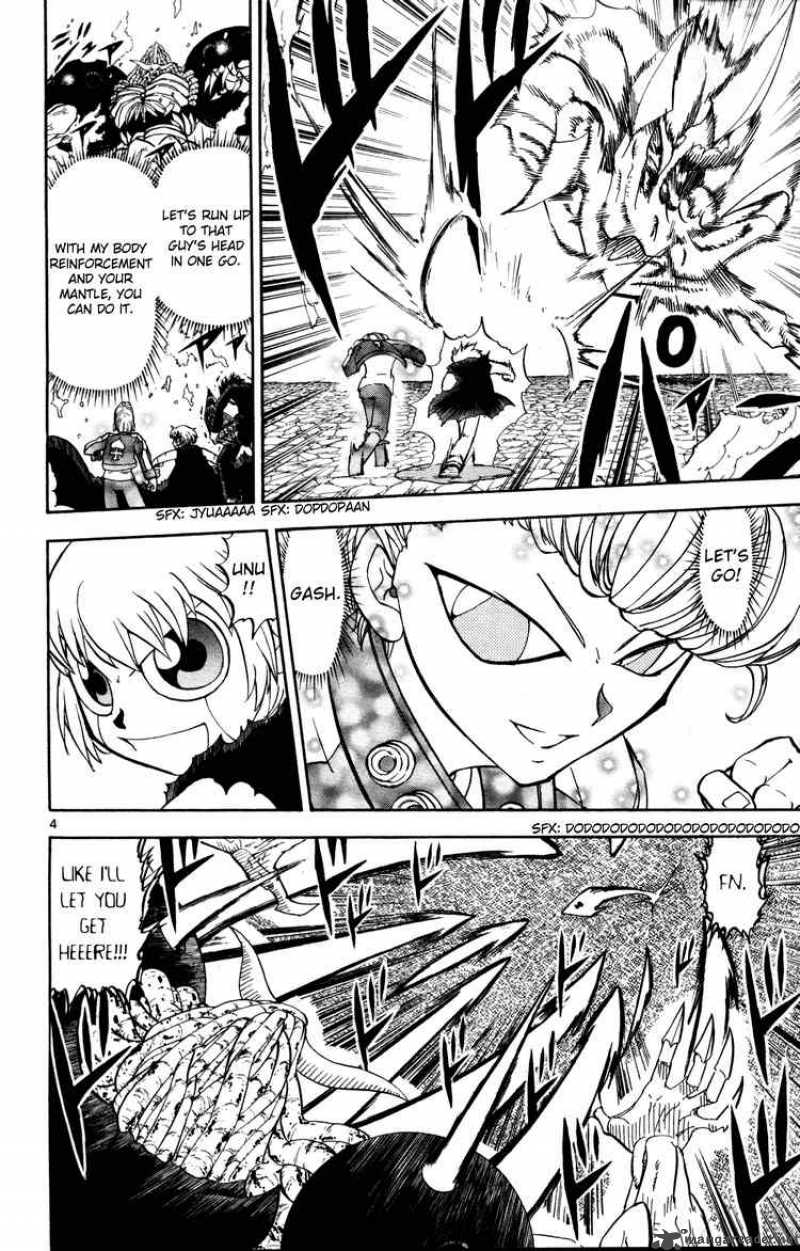 LET'S RUN UP
TO THAT
GUY'S HEAD
IN ONE GO.
WITH MY BODY
REINFORCEMENT
AND YOUR
MANTLE, YOU
CAN DO IT.
SFX: JYUAAAAA SFX: DOPDOPAAN
LET'S
GO!
GASH.
UNU
!!
4
SFX: DODODODODODODODODODODODODO
FN.
LIKE I'LL
LET YOU
GET
HEEERE!!!